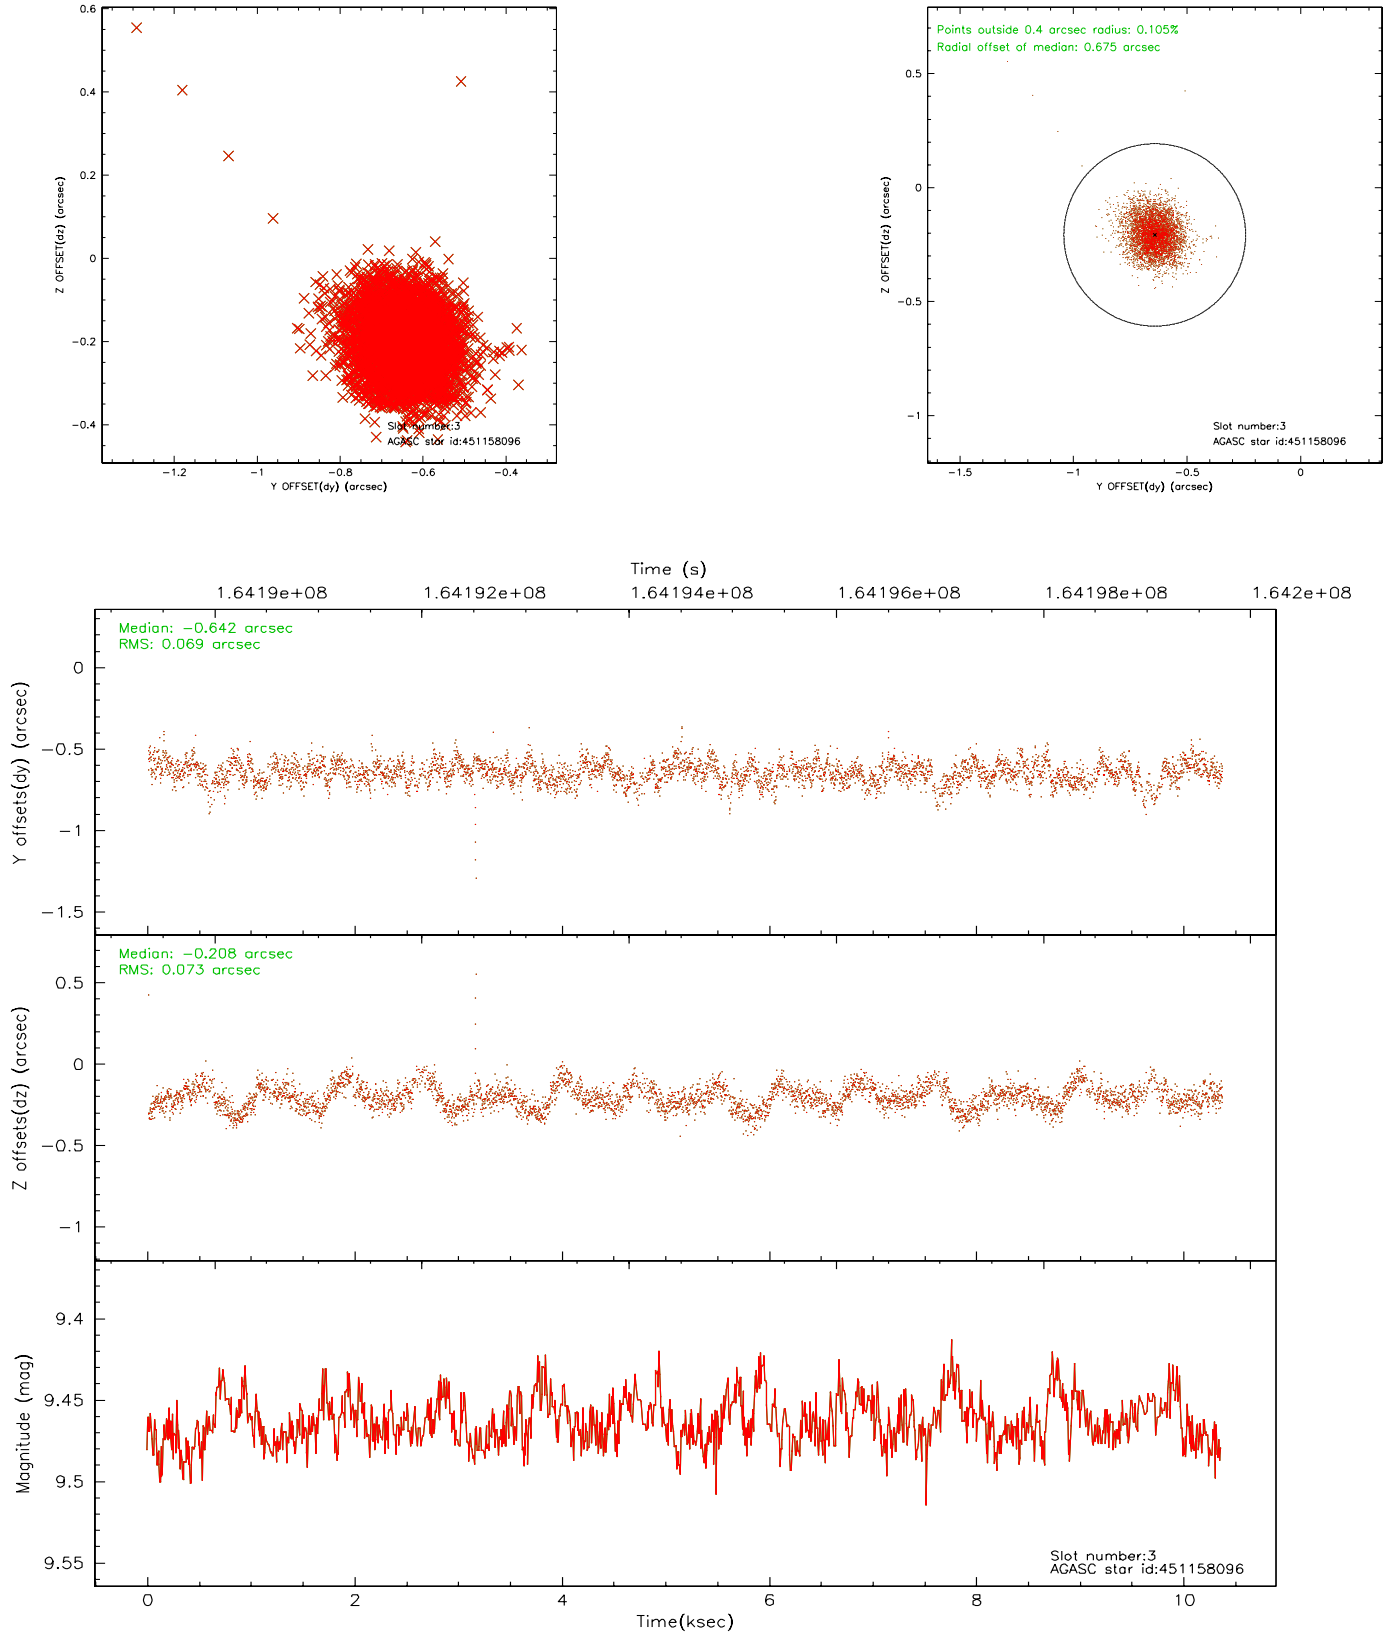 0.6
0.4
0.2
0
−0.2
−0.4
Z OFFSET(dz) (arcsec)
Slot number:3
AGASC star id:451158096
−1.2 −1 −0.8 −0.6 −0.4
Y OFFSET(dy) (arcsec)
Points outside 0.4 arcsec radius: 0.105%
Radial offset of median: 0.675 arcsec
0.5
0
−0.5
−1
Z OFFSET(dz) (arcsec)
Slot number:3
AGASC star id:451158096
−1.5 −1 −0.5 0
Y OFFSET(dy) (arcsec)
Time (s)
1.6419e+08 1.64192e+08 1.64194e+08 1.64196e+08 1.64198e+08 1.642e+08
Median: −0.642 arcsec
RMS: 0.069 arcsec
0
−0.5
−1
−1.5
Y offsets(dy) (arcsec)
Median: −0.208 arcsec
RMS: 0.073 arcsec
0.5
0
−0.5
−1
Z offsets(dz) (arcsec)
9.4
9.45
9.5
9.55
Magnitude (mag)
Slot number:3
AGASC star id:451158096
0 2 4 6 8 10
Time(ksec)